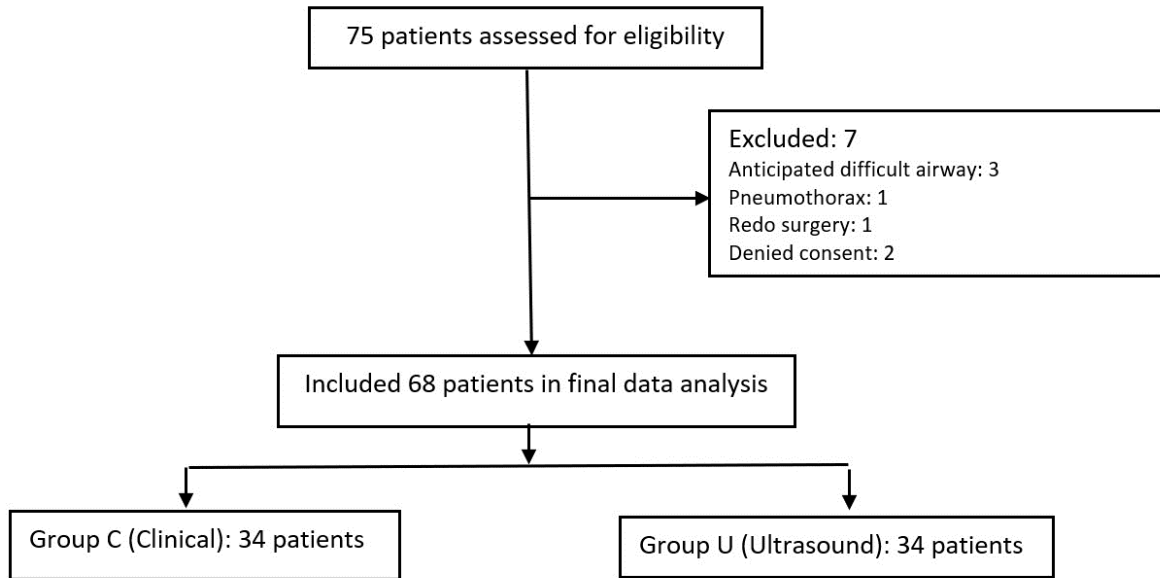 75 patients assessed for eligibility
Excluded: 7
Anticipated difficult airway: 3
Pneumothorax: 1
Redo surgery: 1
Denied consent: 2
Included 68 patients in final data analysis
Group C (Clinical): 34 patients
Group U (Ultrasound): 34 patients